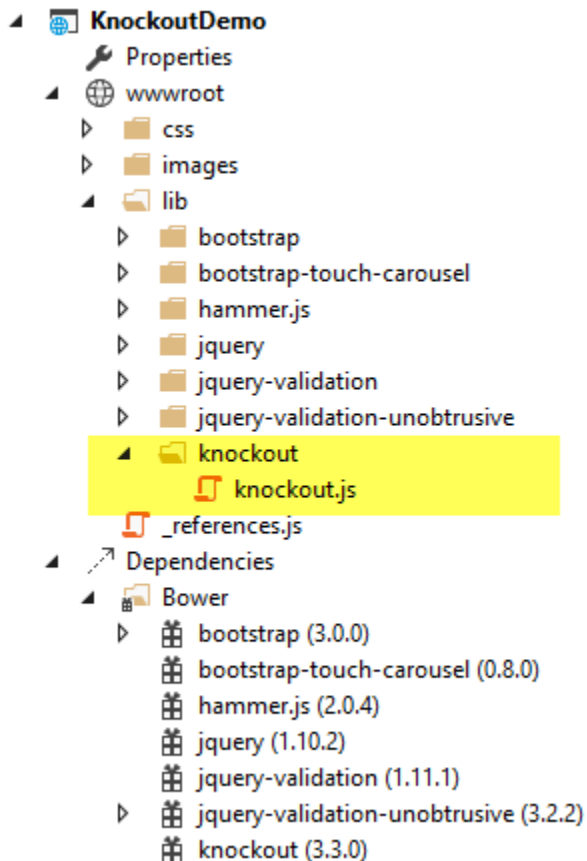 KnockoutDemo
Properties
wwwroot
css
images
lib
bootstrap
bootstrap-touch-carousel
hammer.js
jquery
jquery-validation
jquery-validation-unobtrusive
knockout
knockout.js
_references.js
Dependencies
Bower
bootstrap (3.0.0)
bootstrap-touch-carousel (0.8.0)
hammer.js (2.0.4)
jquery (1.10.2)
jquery-validation (1.11.1)
jquery-validation-unobtrusive (3.2.2)
knockout (3.3.0)